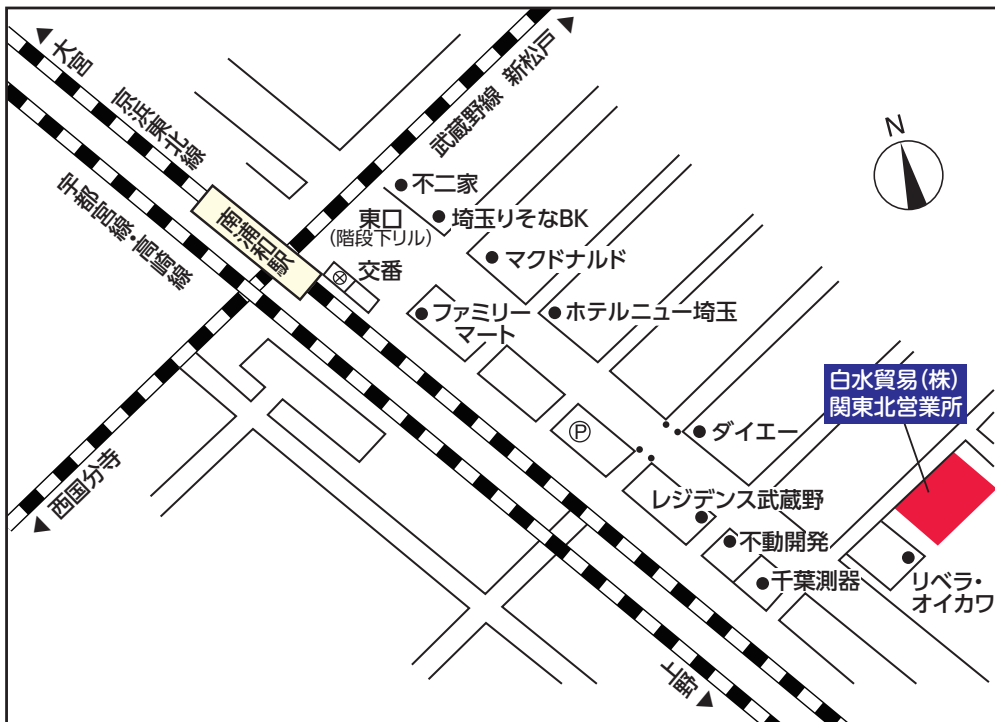 大宮
京浜東北線
宇都宮線・高崎線
武蔵野線 新松戸
N
南浦和駅
不二家
東口
(階段下リル)
埼玉りそなBK
交番
マクドナルド
ファミリー
マート
ホテルニュー埼玉
白水貿易(株)
関東北営業所
P
ダイエー
西国分寺
レジデンス武蔵野
不動開発
千葉測器
リベラ・
オイカワ
上野